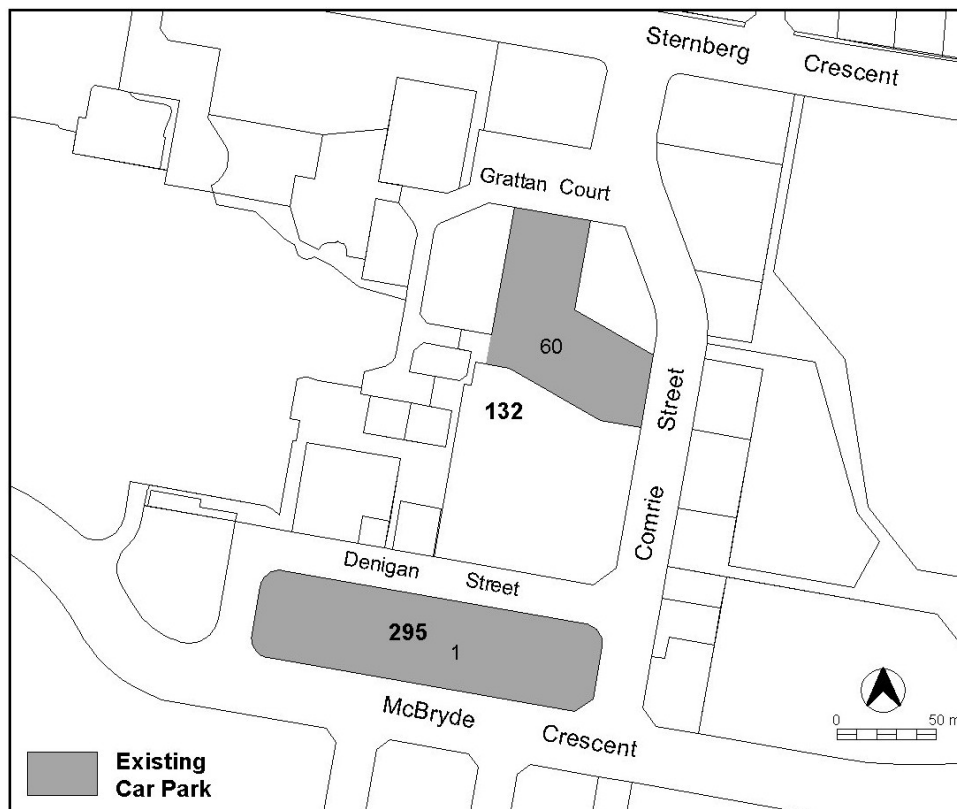 Sternberg
Crescent
Grattan Court
60
132
Street
Comrie
Denigan
Street
295
1
McBryde
Crescent
0 50 m
Existing
Car Park